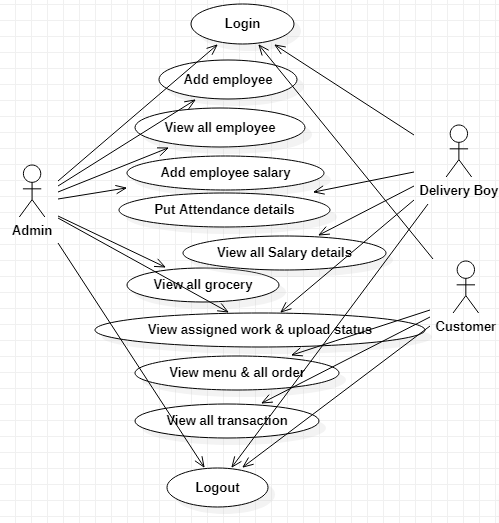 Login
Add employee
View all employee
Add employee salary
Delivery Boy
Put Attendance details
Admin
View all Salary details
View all grocery
View assigned work & upload status
Customer
View menu & all order
View all transaction
Logout